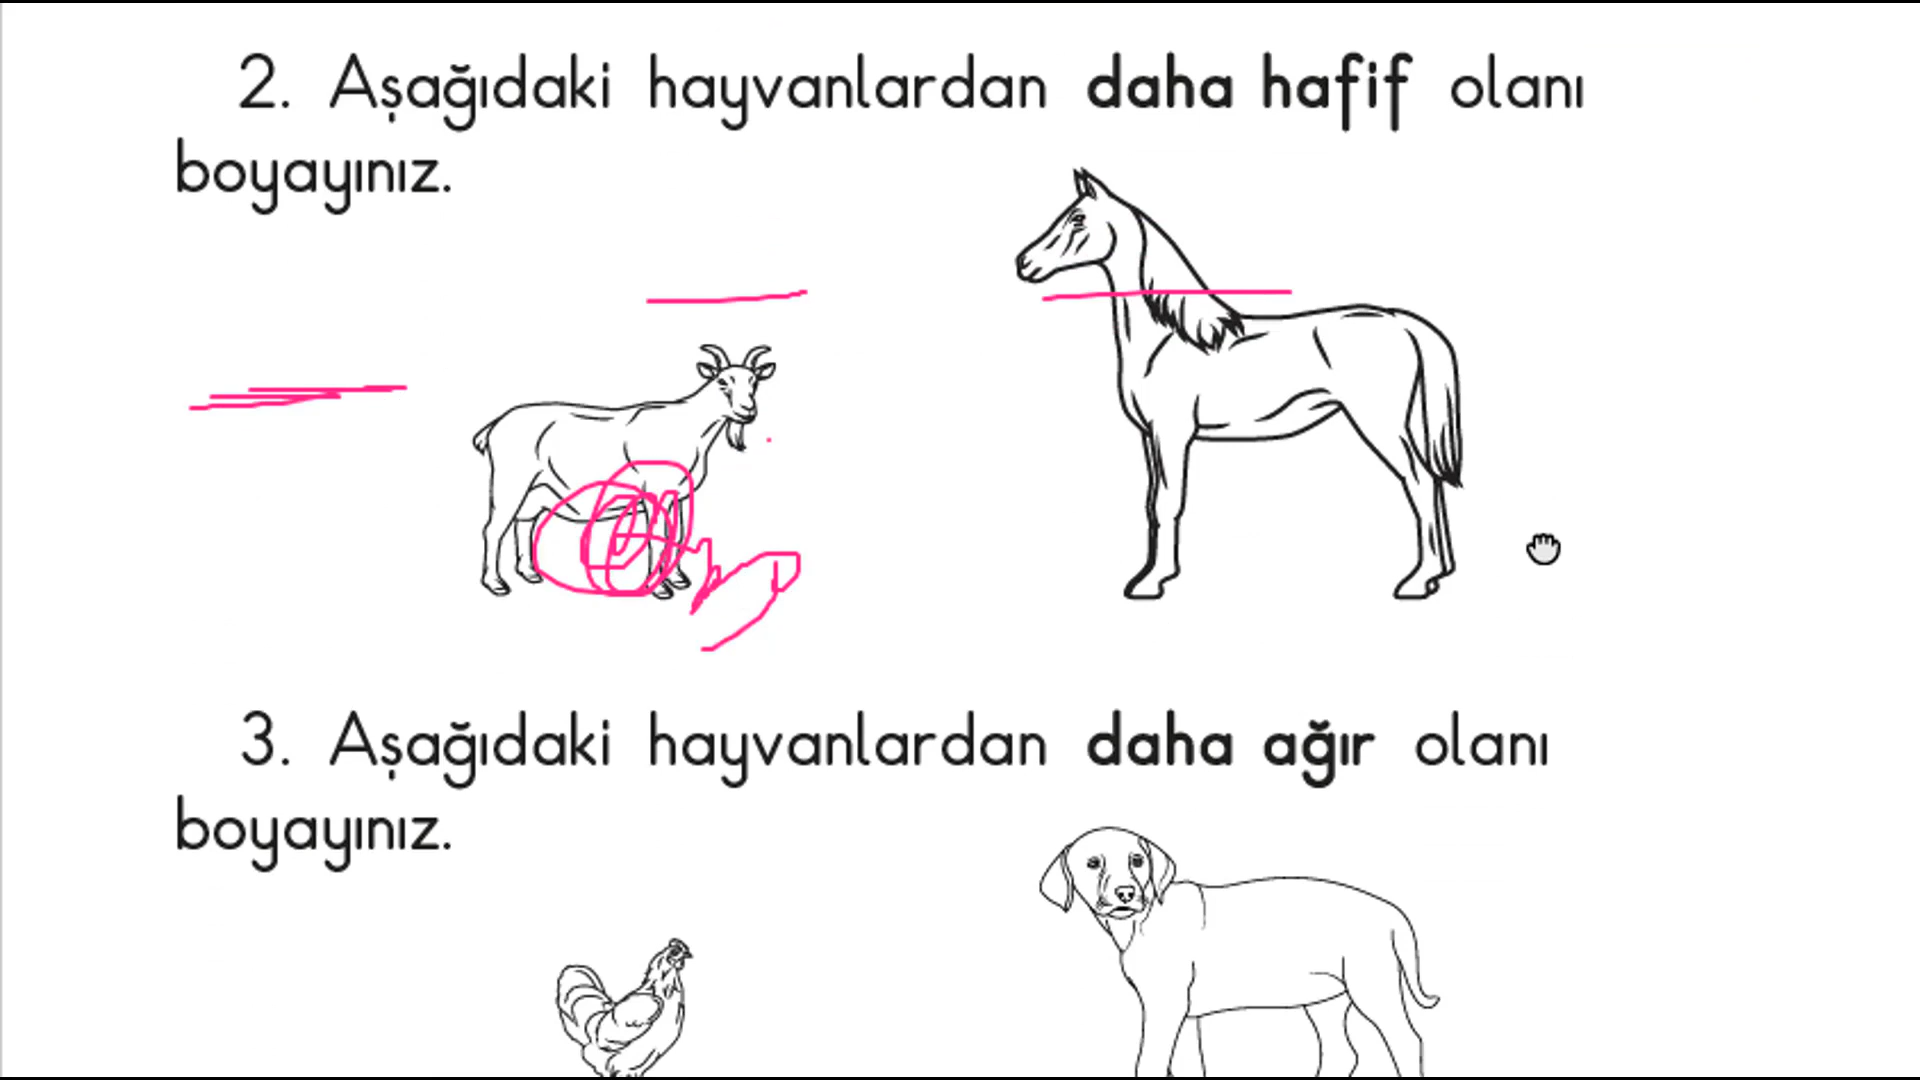 2. Aşağıdaki hayvanlardan daha hafif olanı
boyayınız.
3. Aşağıdaki hayvanlardan daha ağır olanı
boyayınız.